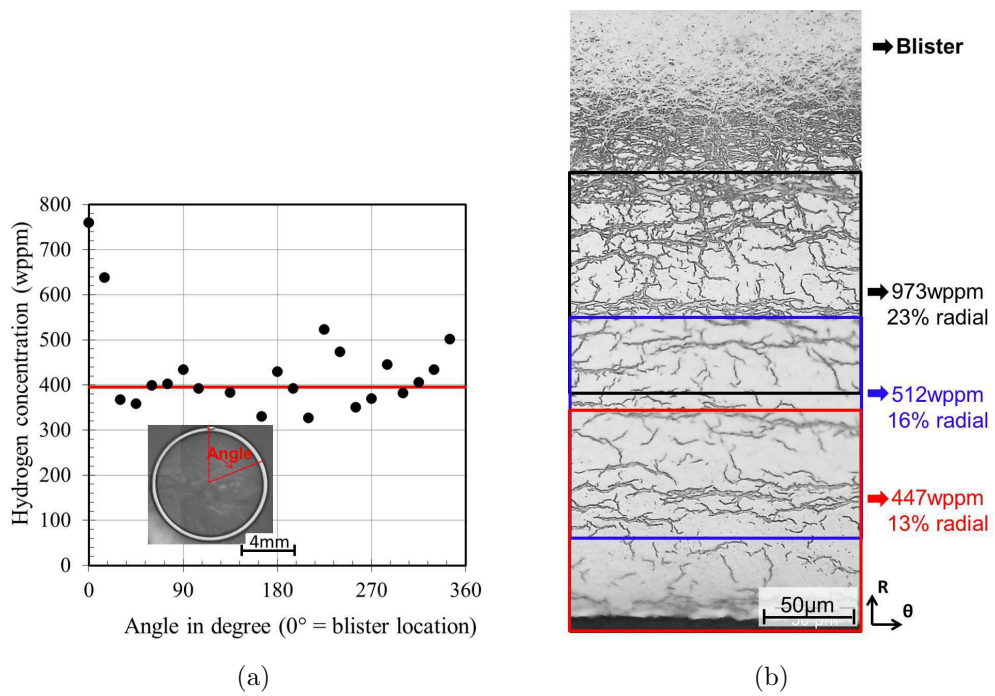 800
700
600
500
400
300
200
100
0
0
90
180
270
360
Hydrogen concentration (wppm)
Angle in degree (0° = blister location)
Angle
4mm
(a)
Blister
973wppm
23% radial
512wppm
16% radial
447wppm
13% radial
50µm
R
θ
(b)